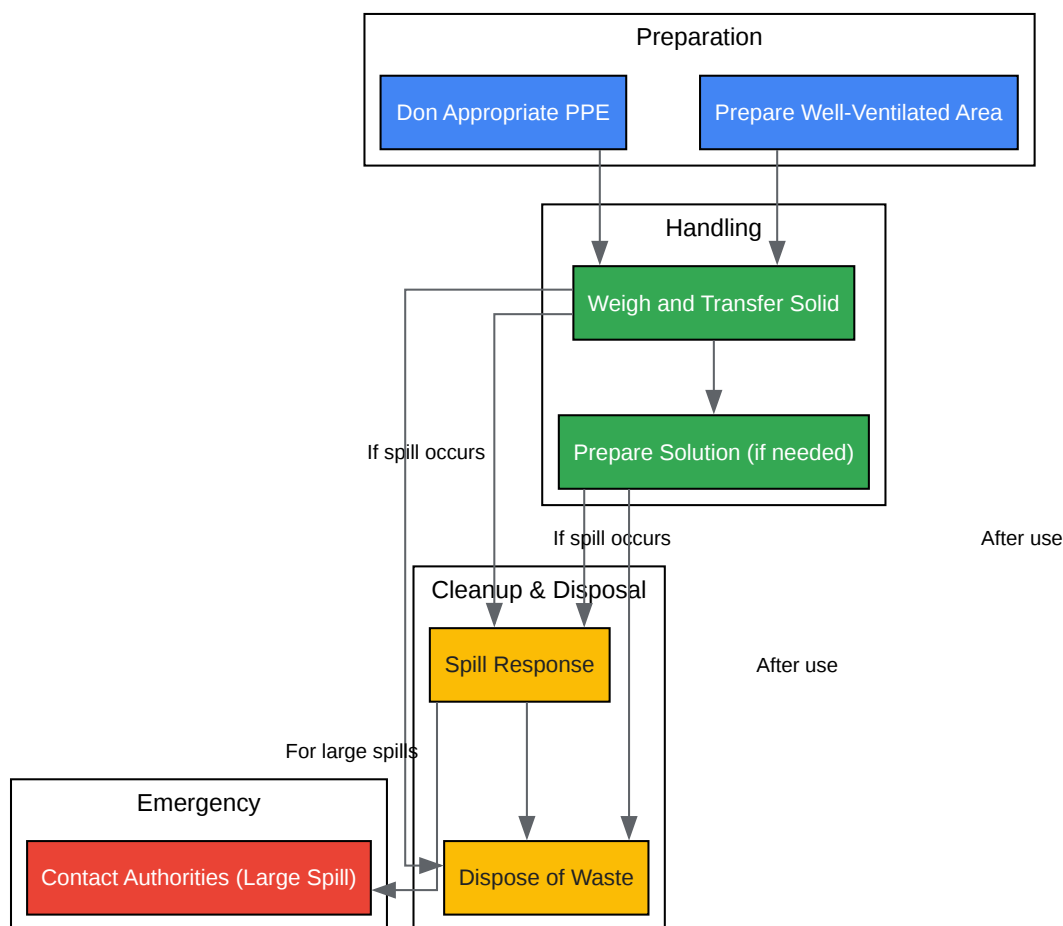 Preparation
Don Appropriate PPE
Prepare Well-Ventilated Area
Handling
Weigh and Transfer Solid
If spill occurs
Prepare Solution (if needed)
If spill occurs
After use
Cleanup & Disposal
Spill Response
After use
For large spills
Emergency
Contact Authorities (Large Spill)
Dispose of Waste